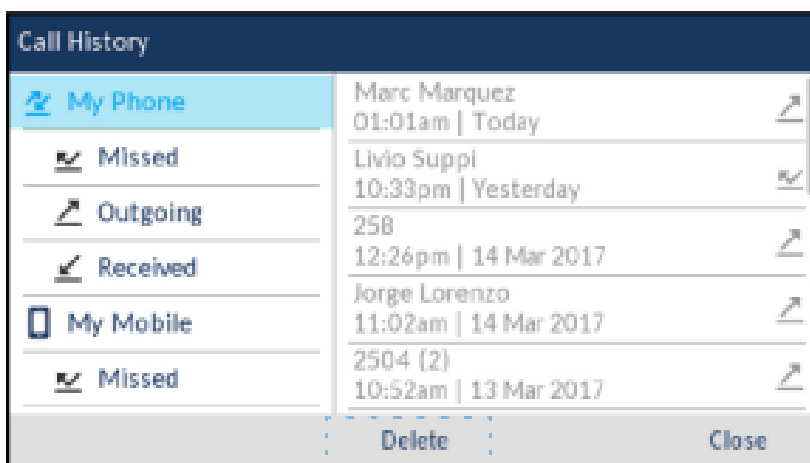 Call History
My Phone
Missed
Outgoing
Received
My Mobile
Missed
Marc Marquez
01:01am | Today
Livio Suppi
10:33pm | Yesterday
258
12:26pm | 14 Mar 2017
Jorge Lorenzo
11:02am | 14 Mar 2017
2504 (2)
10:52am | 13 Mar 2017
Delete
Close